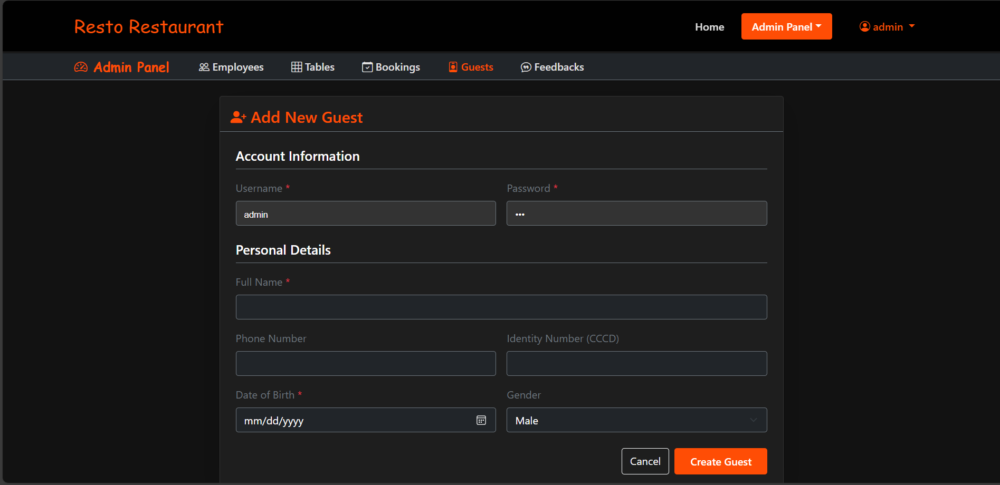 Resto Restaurant
Home
Admin Panel
admin
Admin Panel
Employees
Tables
Bookings
Guests
Feedbacks
Add New Guest
Account Information
Username *
Password *
admin
•••
Personal Details
Full Name *
Phone Number
Identity Number (CCCD)
Date of Birth *
Gender
mm/dd/yyyy
Male
Cancel
Create Guest